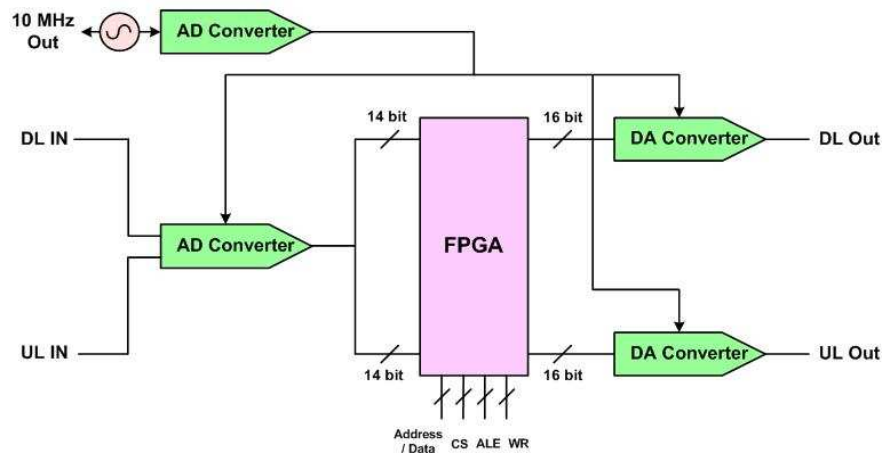 10 MHz
Out
AD Converter
14 bit
16 bit
DL IN
DA Converter
DL Out
AD Converter
FPGA
UL IN
DA Converter
UL Out
14 bit
16 bit
Address
/ Data
CS
ALE
WR